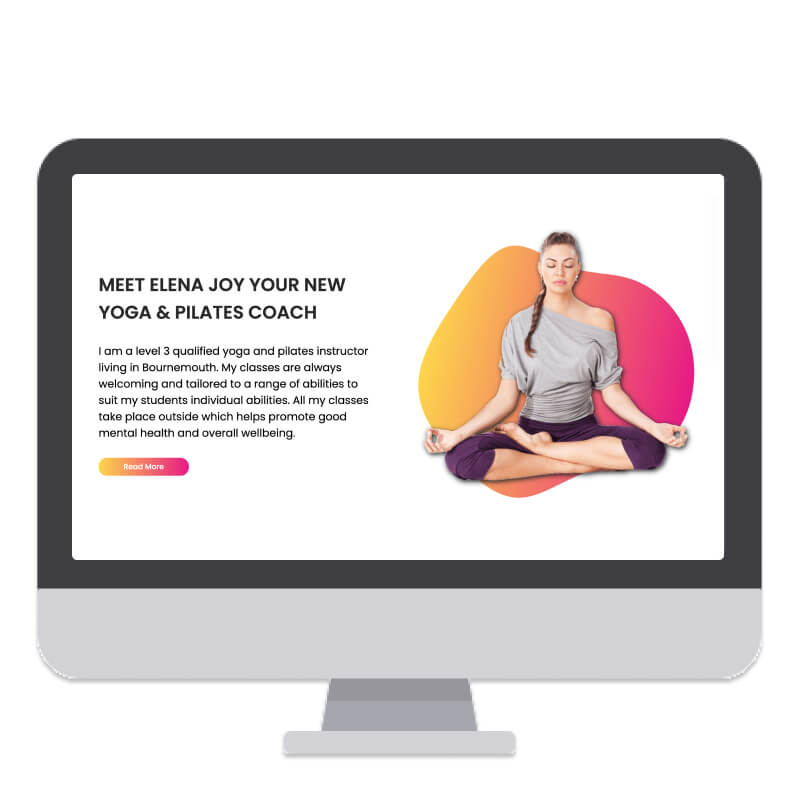 MEET ELENA JOY YOUR NEW
YOGA & PILATES COACH
I am a level 3 qualified yoga and pilates instructor
living in Bournemouth. My classes are always
welcoming and tailored to a range of abilities to
suit my students individual abilities. All my classes
take place outside which helps promote good
mental health and overall wellbeing.
Read More